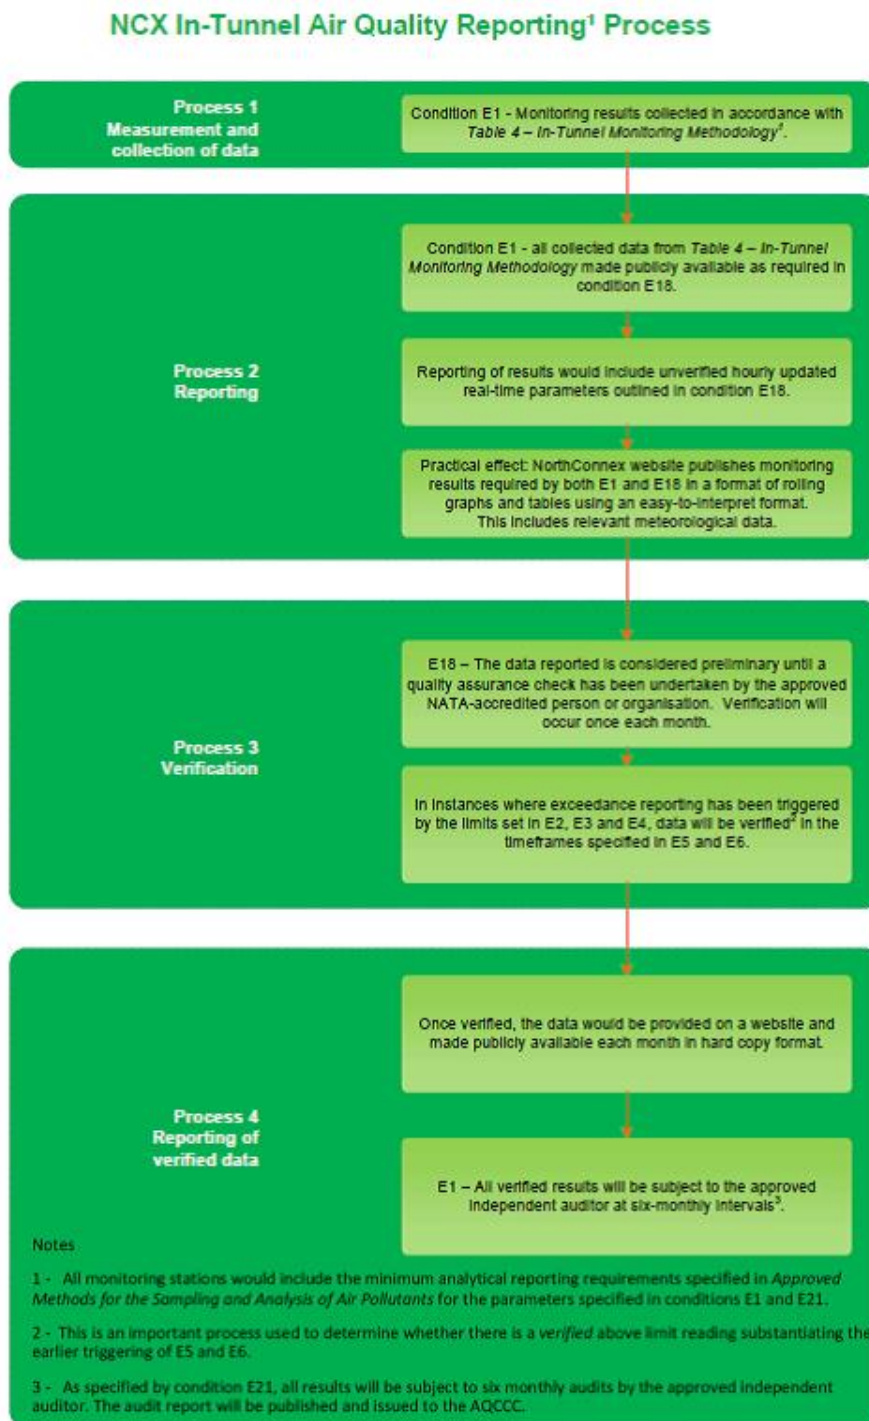 NCX In-Tunnel Air Quality Reporting¹ Process
Process 1
Measurement and
collection of data
Condition E1 - Monitoring results collected in accordance with
Table 4 – In-Tunnel Monitoring Methodology².
Process 2
Reporting
Condition E1 - all collected data from Table 4 – In-Tunnel
Monitoring Methodology made publicly available as required in
condition E18.
Reporting of results would include unverified hourly updated
real-time parameters outlined in condition E18.
Practical effect: NorthConnex website publishes monitoring
results required by both E1 and E18 in a format of rolling
graphs and tables using an easy-to-interpret format.
This includes relevant meteorological data.
Process 3
Verification
E18 – The data reported is considered preliminary until a
quality assurance check has been undertaken by the approved
NATA-accredited person or organisation. Verification will
occur once each month.
In instances where exceedance reporting has been triggered
by the limits set in E2, E3 and E4, data will be verified² in the
timeframes specified in E5 and E6.
Process 4
Reporting of
verified data
Once verified, the data would be provided on a website and
made publicly available each month in hard copy format.
E1 – All verified results will be subject to the approved
independent auditor at six-monthly intervals³.
Notes
1 - All monitoring stations would include the minimum analytical reporting requirements specified in Approved
Methods for the Sampling and Analysis of Air Pollutants for the parameters specified in conditions E1 and E21.
2 - This is an important process used to determine whether there is a verified above limit reading substantiating the
earlier triggering of E5 and E6.
3 - As specified by condition E21, all results will be subject to six monthly audits by the approved independent
auditor. The audit report will be published and issued to the AQCCC.